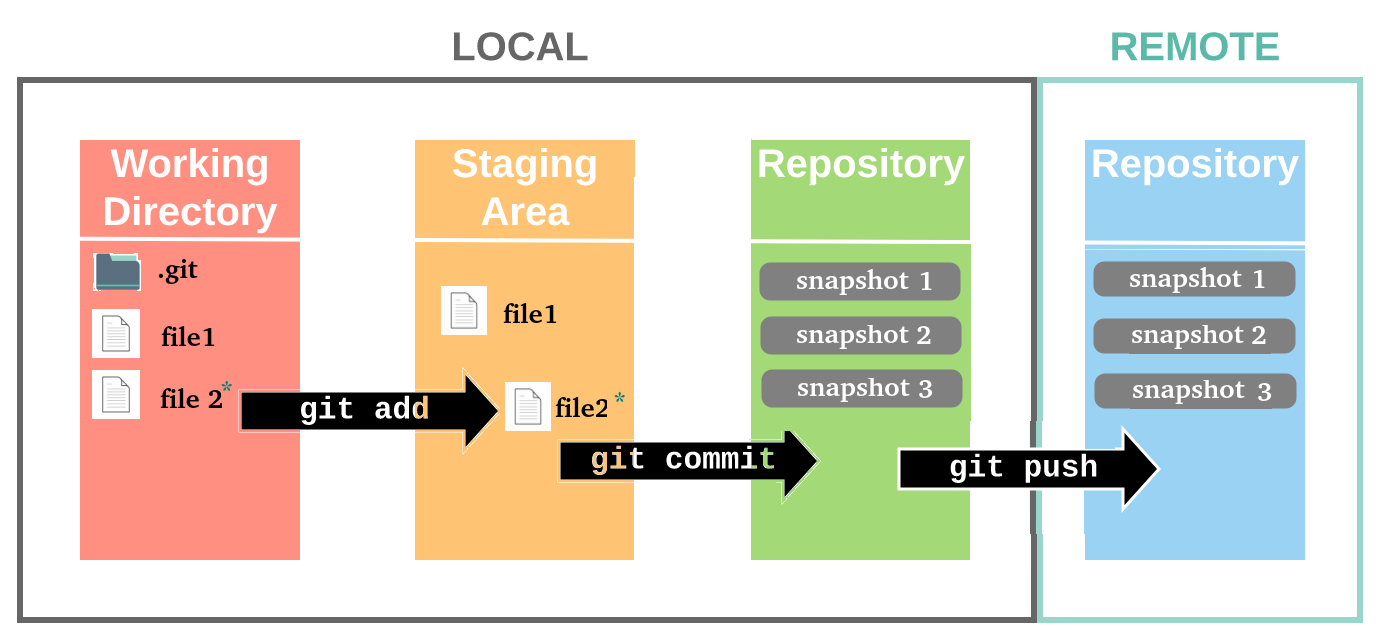 LOCAL
REMOTE
Working
Directory
.git
file1
file 2*
git add
Staging
Area
file1
file2 *
git commit
Repository
snapshot 1
snapshot 2
snapshot 3
git push
Repository
snapshot 1
snapshot 2
snapshot 3